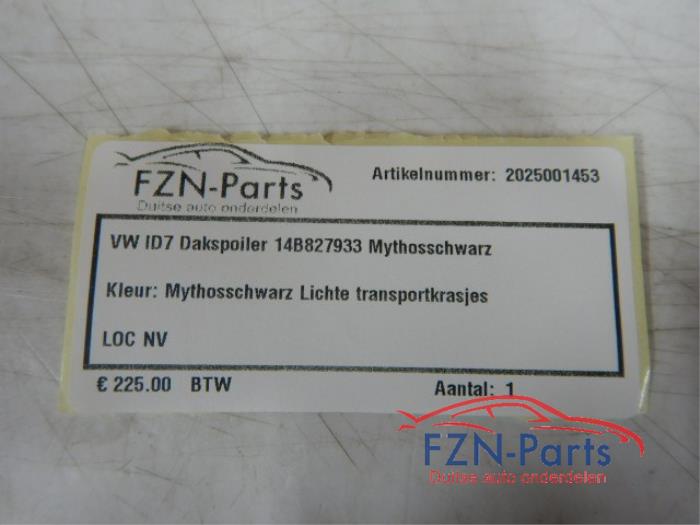 FZN-Parts
Duitse auto onderdelen
Artikelnummer: 2025001453
VW ID7 Dakspoiler 14B827933 Mythosschwarz
Kleur: Mythosschwarz Lichte transportkrasjes
LOC NV
€ 225.00 BTW
Aantal: 1
FZN-Parts
Duitse auto onderdelen